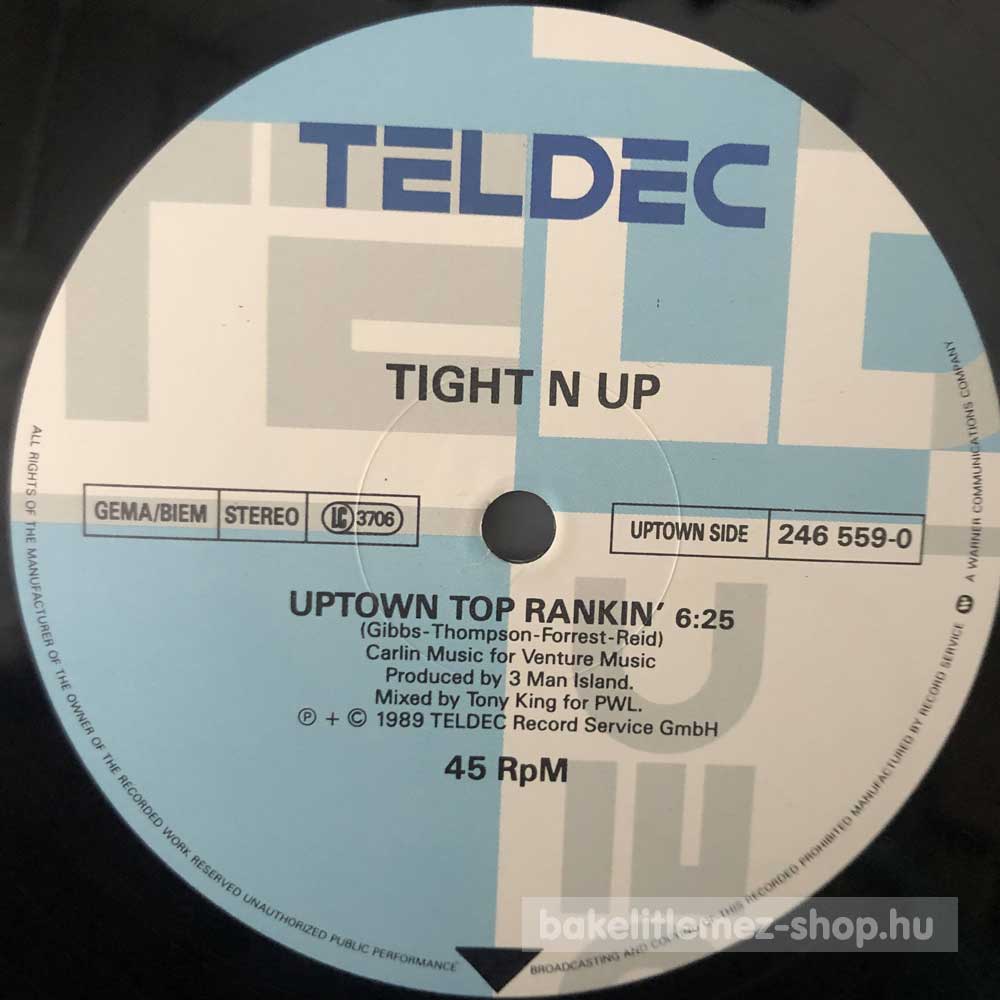 TELDEC
TIGHT N UP
GEMA/BIEM STEREO LC 3706
UPTOWN SIDE 246 559-0
UPTOWN TOP RANKIN' 6:25
(Gibbs-Thompson-Forrest-Reid)
Carlin Music for Venture Music
Produced by 3 Man Island.
Mixed by Tony King for PWL.
Ⓟ + © 1989 TELDEC Record Service GmbH
45 RpM
ALL RIGHTS OF THE MANUFACTURER OF THE OWNER OF THE RECORDED WORK RESERVED UNAUTHORIZED PUBLIC PERFORMANCE
BROADCASTING AND THIS RECORDED PROHIBITED MANUFACTURED BY RECORD SERVICE A WARNER COMMUNICATIONS COMPANY
bakelitlemez-shop.hu